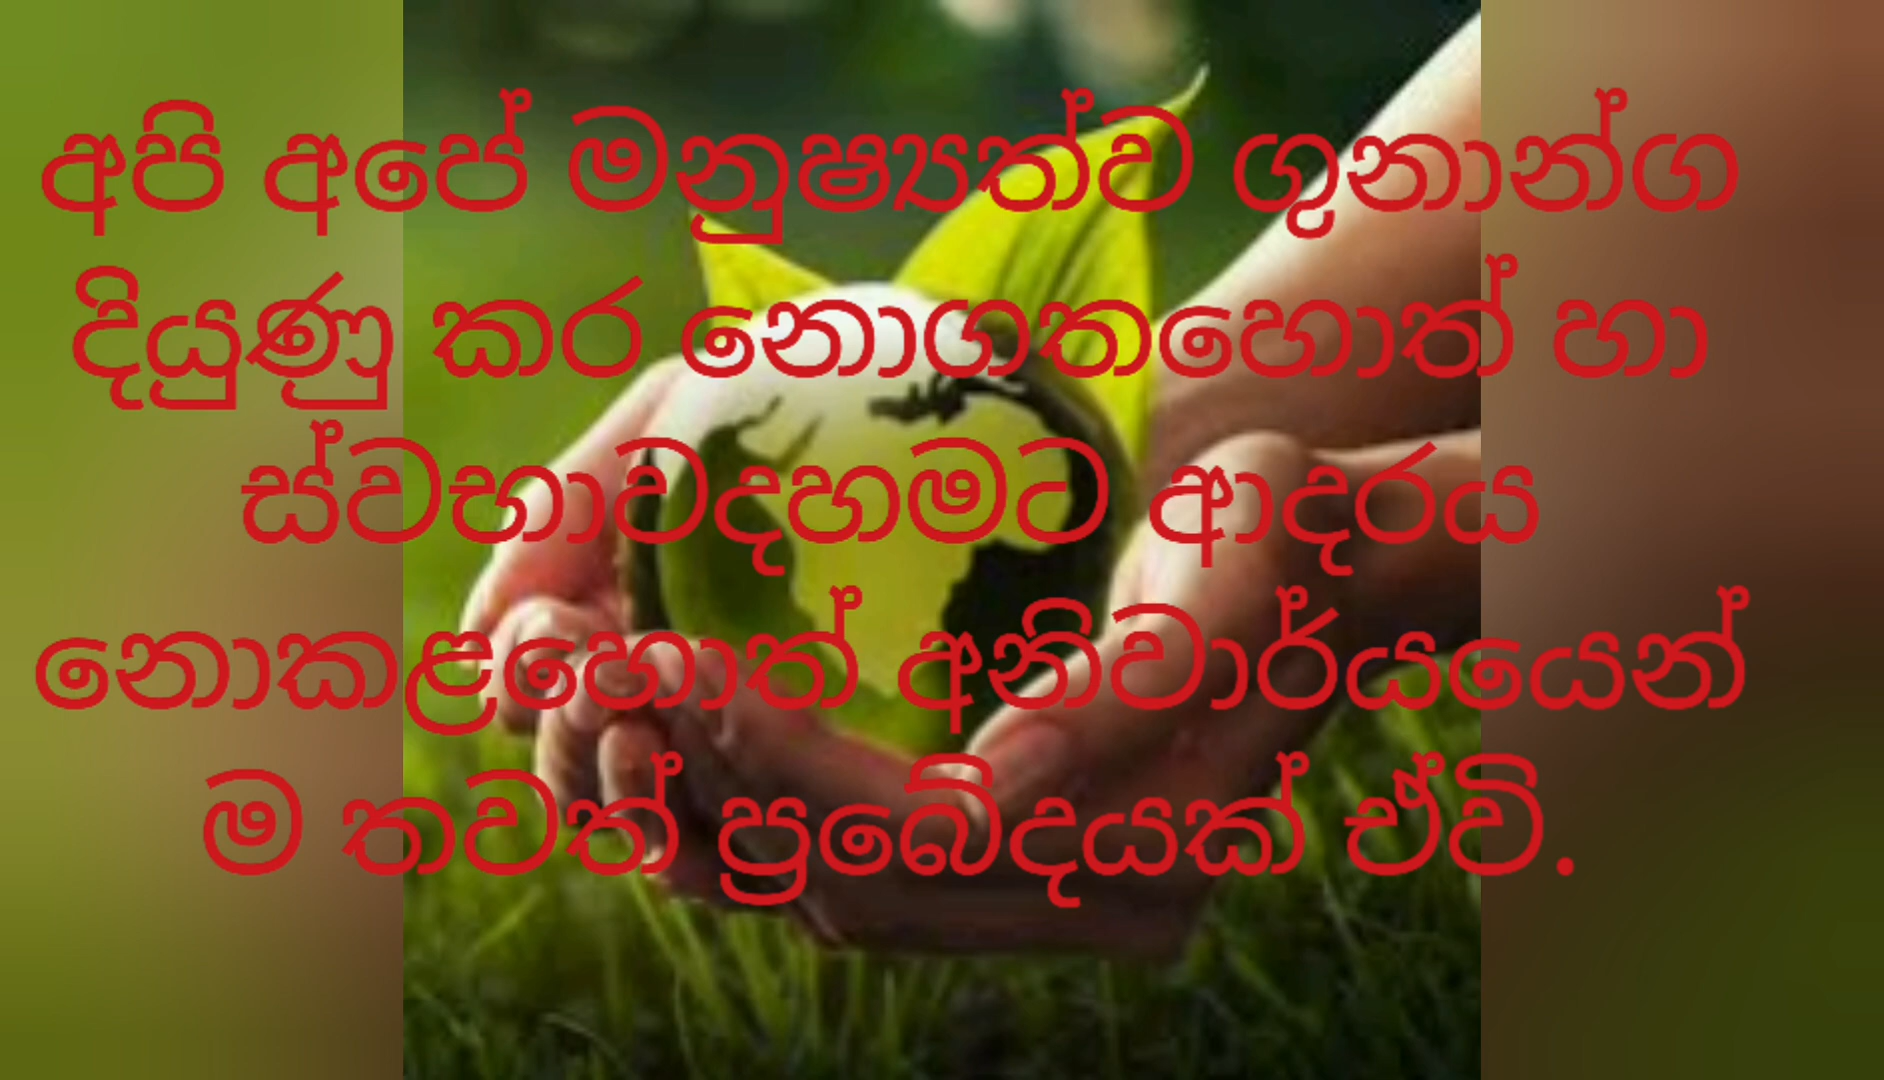 අපි අපේ මනුෂ්‍යත්ව ගුනාන්ග
දියුණු කර නොගතහොත් හා
ස්වභාවදහමට ආදරය
නොකළහොත් අනිවාර්යයෙන්
ම තවත් ප්‍රබේදයක් ඒවි.